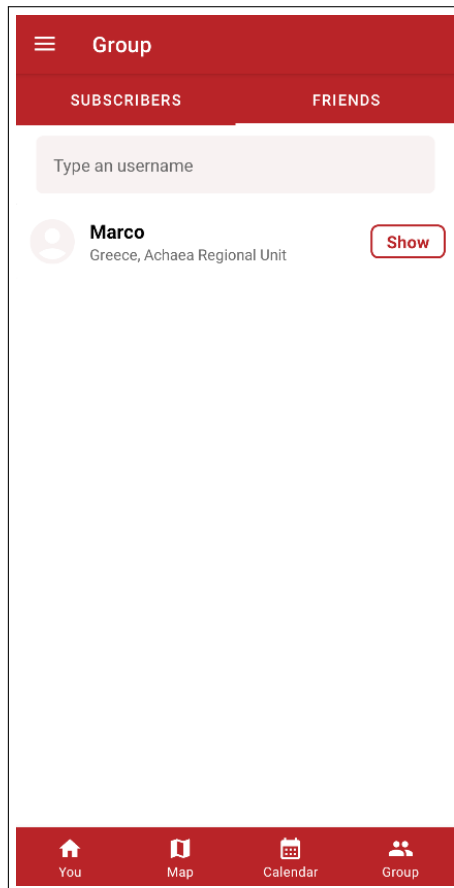 Group
SUBSCRIBERS FRIENDS
Type an username
Marco
Greece, Achaea Regional Unit
Show
You Map Calendar Group